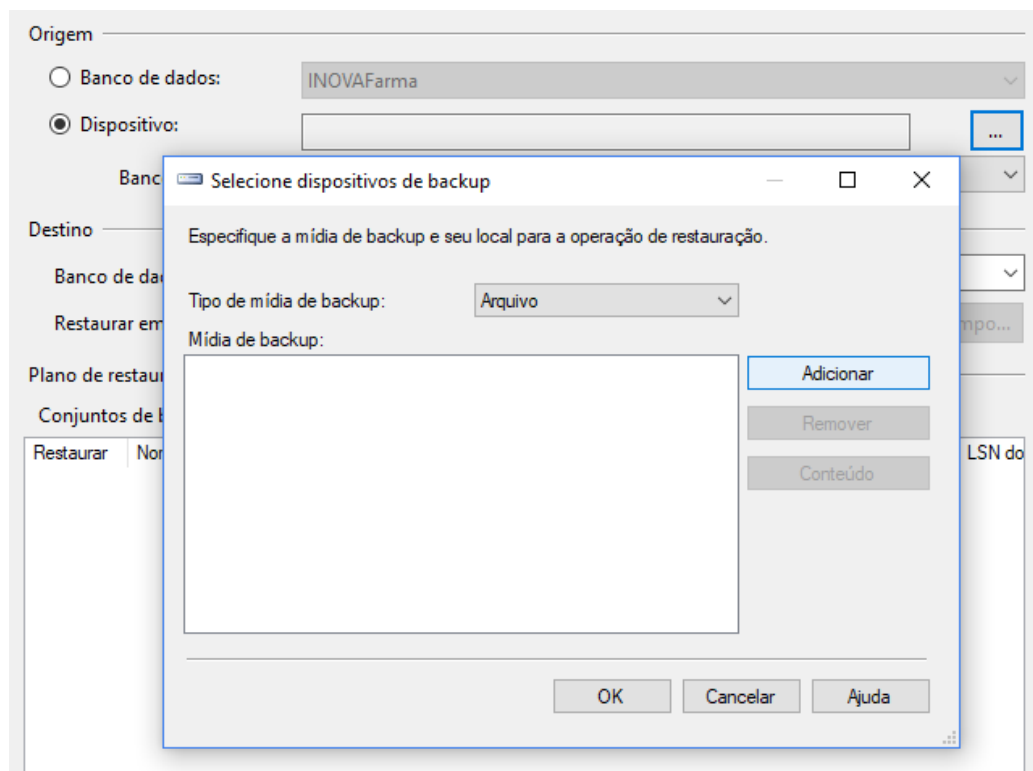 Origem
Banco de dados: INOVAFarma
Dispositivo: ...
Banc
Selecione dispositivos de backup
Destino
Especifique a mídia de backup e seu local para a operação de restauração.
Banco de da
Tipo de mídia de backup: Arquivo
Restaurar em mpo...
Mídia de backup:
Plano de restau
Adicionar
Conjuntos de b
Remover
Restaurar Nor LSN do
Conteúdo
OK Cancelar Ajuda